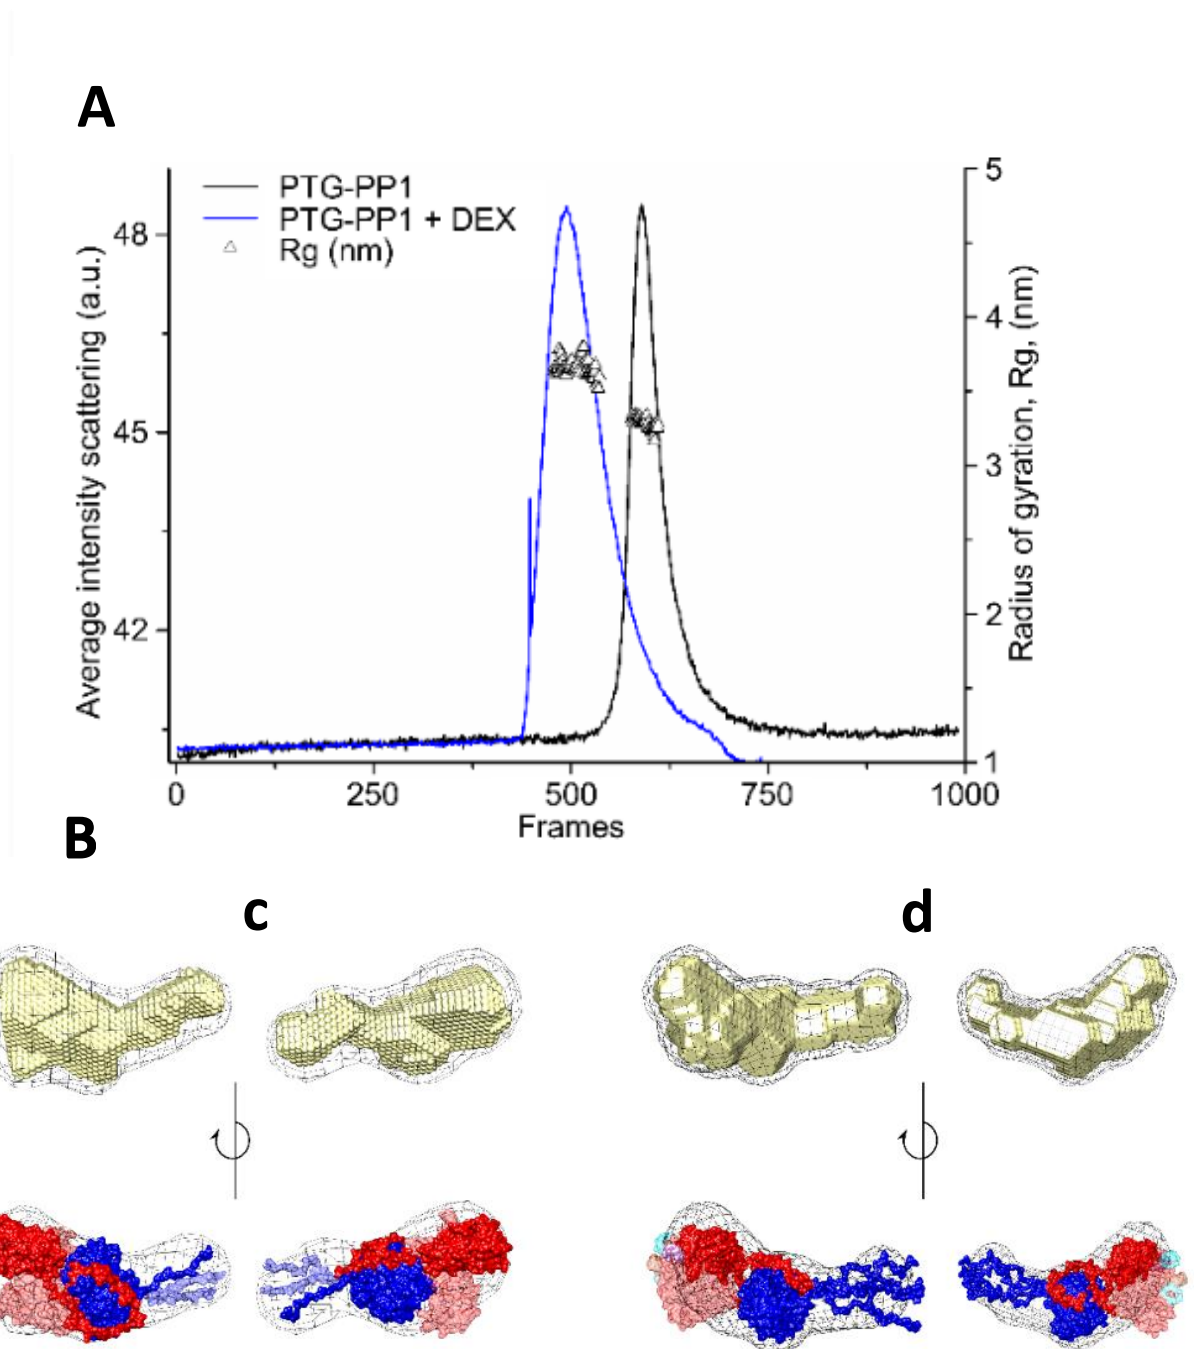 A
PTG-PP1
PTG-PP1 + DEX
Rg (nm)
Average intensity scattering (a.u.)
48
45
42
5
4
3
2
1
Radius of gyration, Rg, (nm)
0 250 500 750 1000
Frames
B
c d